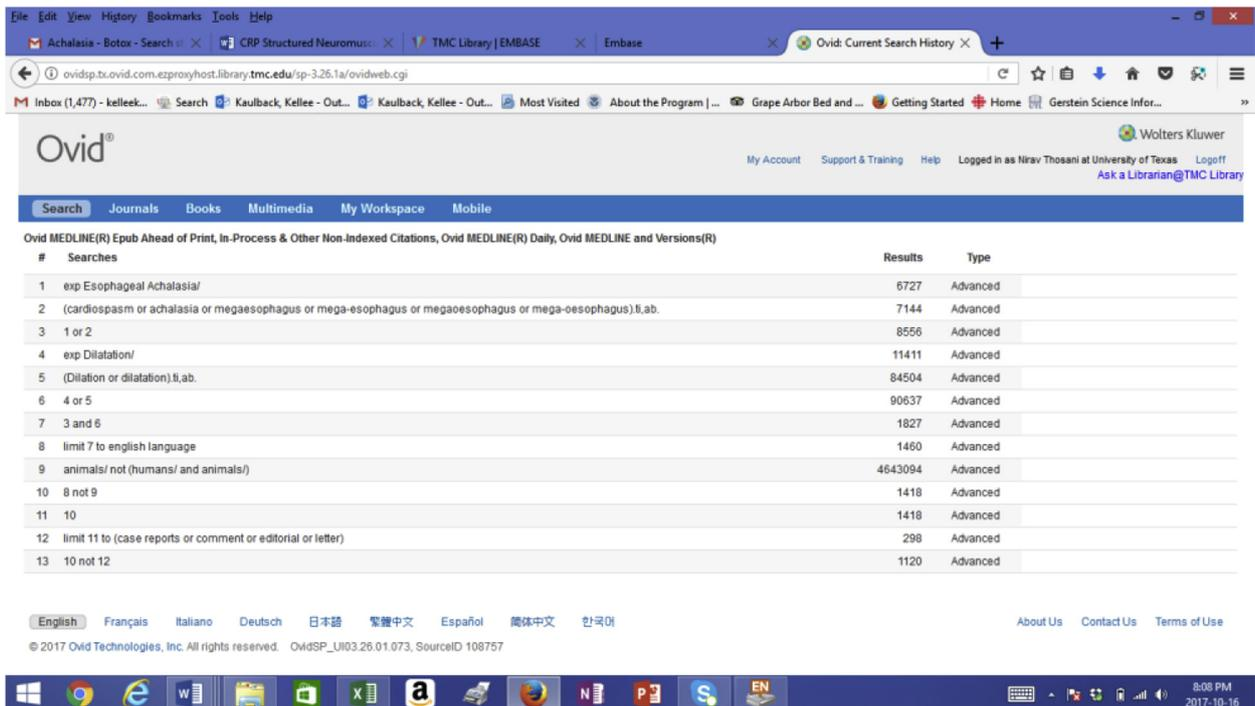 File Edit View History Bookmarks Tools Help
Achalasia - Botox - Search st CRP Structured Neuromusc TMC Library | EMBASE Embase Ovid: Current Search History
ovidsp.tx.ovid.com.ezproxyhost.library.tmc.edu/sp-3.26.1a/ovidweb.cgi
Inbox (1,477) - kelleek... Search Kaulback, Kellee - Out... Kaulback, Kellee - Out... Most Visited About the Program | ... Grape Arbor Bed and ... Getting Started Home Gerstein Science Infor... »
Ovid®
Wolters Kluwer
My Account Support & Training Help Logged in as Nirav Thosani at University of Texas Logoff
Ask a Librarian@TMC Library
Search Journals Books Multimedia My Workspace Mobile
Ovid MEDLINE(R) Epub Ahead of Print, In-Process & Other Non-Indexed Citations, Ovid MEDLINE(R) Daily, Ovid MEDLINE and Versions(R)
# Searches Results Type
1 exp Esophageal Achalasia/ 6727 Advanced
2 (cardiospasm or achalasia or megaesophagus or mega-esophagus or megaoesophagus or mega-oesophagus).ti,ab. 7144 Advanced
3 1 or 2 8556 Advanced
4 exp Dilatation/ 11411 Advanced
5 (Dilation or dilatation).ti,ab. 84504 Advanced
6 4 or 5 90637 Advanced
7 3 and 6 1827 Advanced
8 limit 7 to english language 1460 Advanced
9 animals/ not (humans/ and animals/) 4643094 Advanced
10 8 not 9 1418 Advanced
11 10 1418 Advanced
12 limit 11 to (case reports or comment or editorial or letter) 298 Advanced
13 10 not 12 1120 Advanced
English Français Italiano Deutsch 日本語 繁體中文 Español 简体中文 한국어 About Us Contact Us Terms of Use
© 2017 Ovid Technologies, Inc. All rights reserved. OvidSP_UI03.26.01.073, SourceID 108757
EN
8:08 PM
2017-10-16